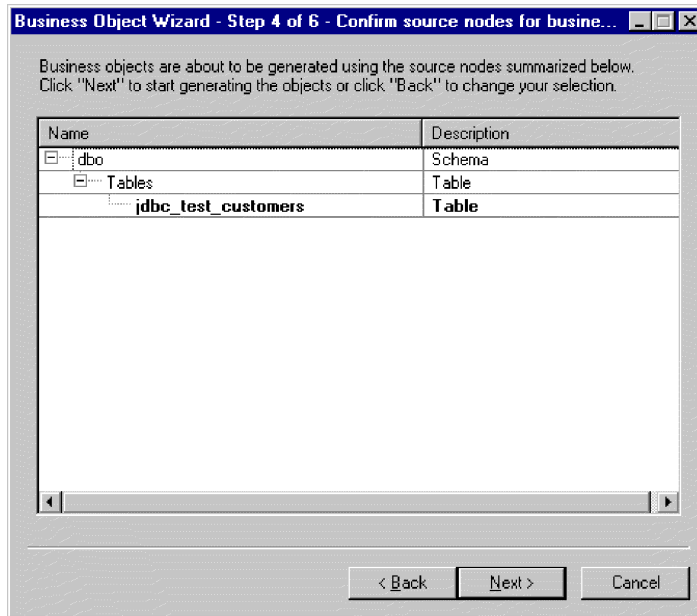 Business Object Wizard - Step 4 of 6 - Confirm source nodes for busine...
Business objects are about to be generated using the source nodes summarized below.
Click "Next" to start generating the objects or click "Back" to change your selection.
Name Description
dbo Schema
Tables Table
jdbc_test_customers Table
< Back Next > Cancel